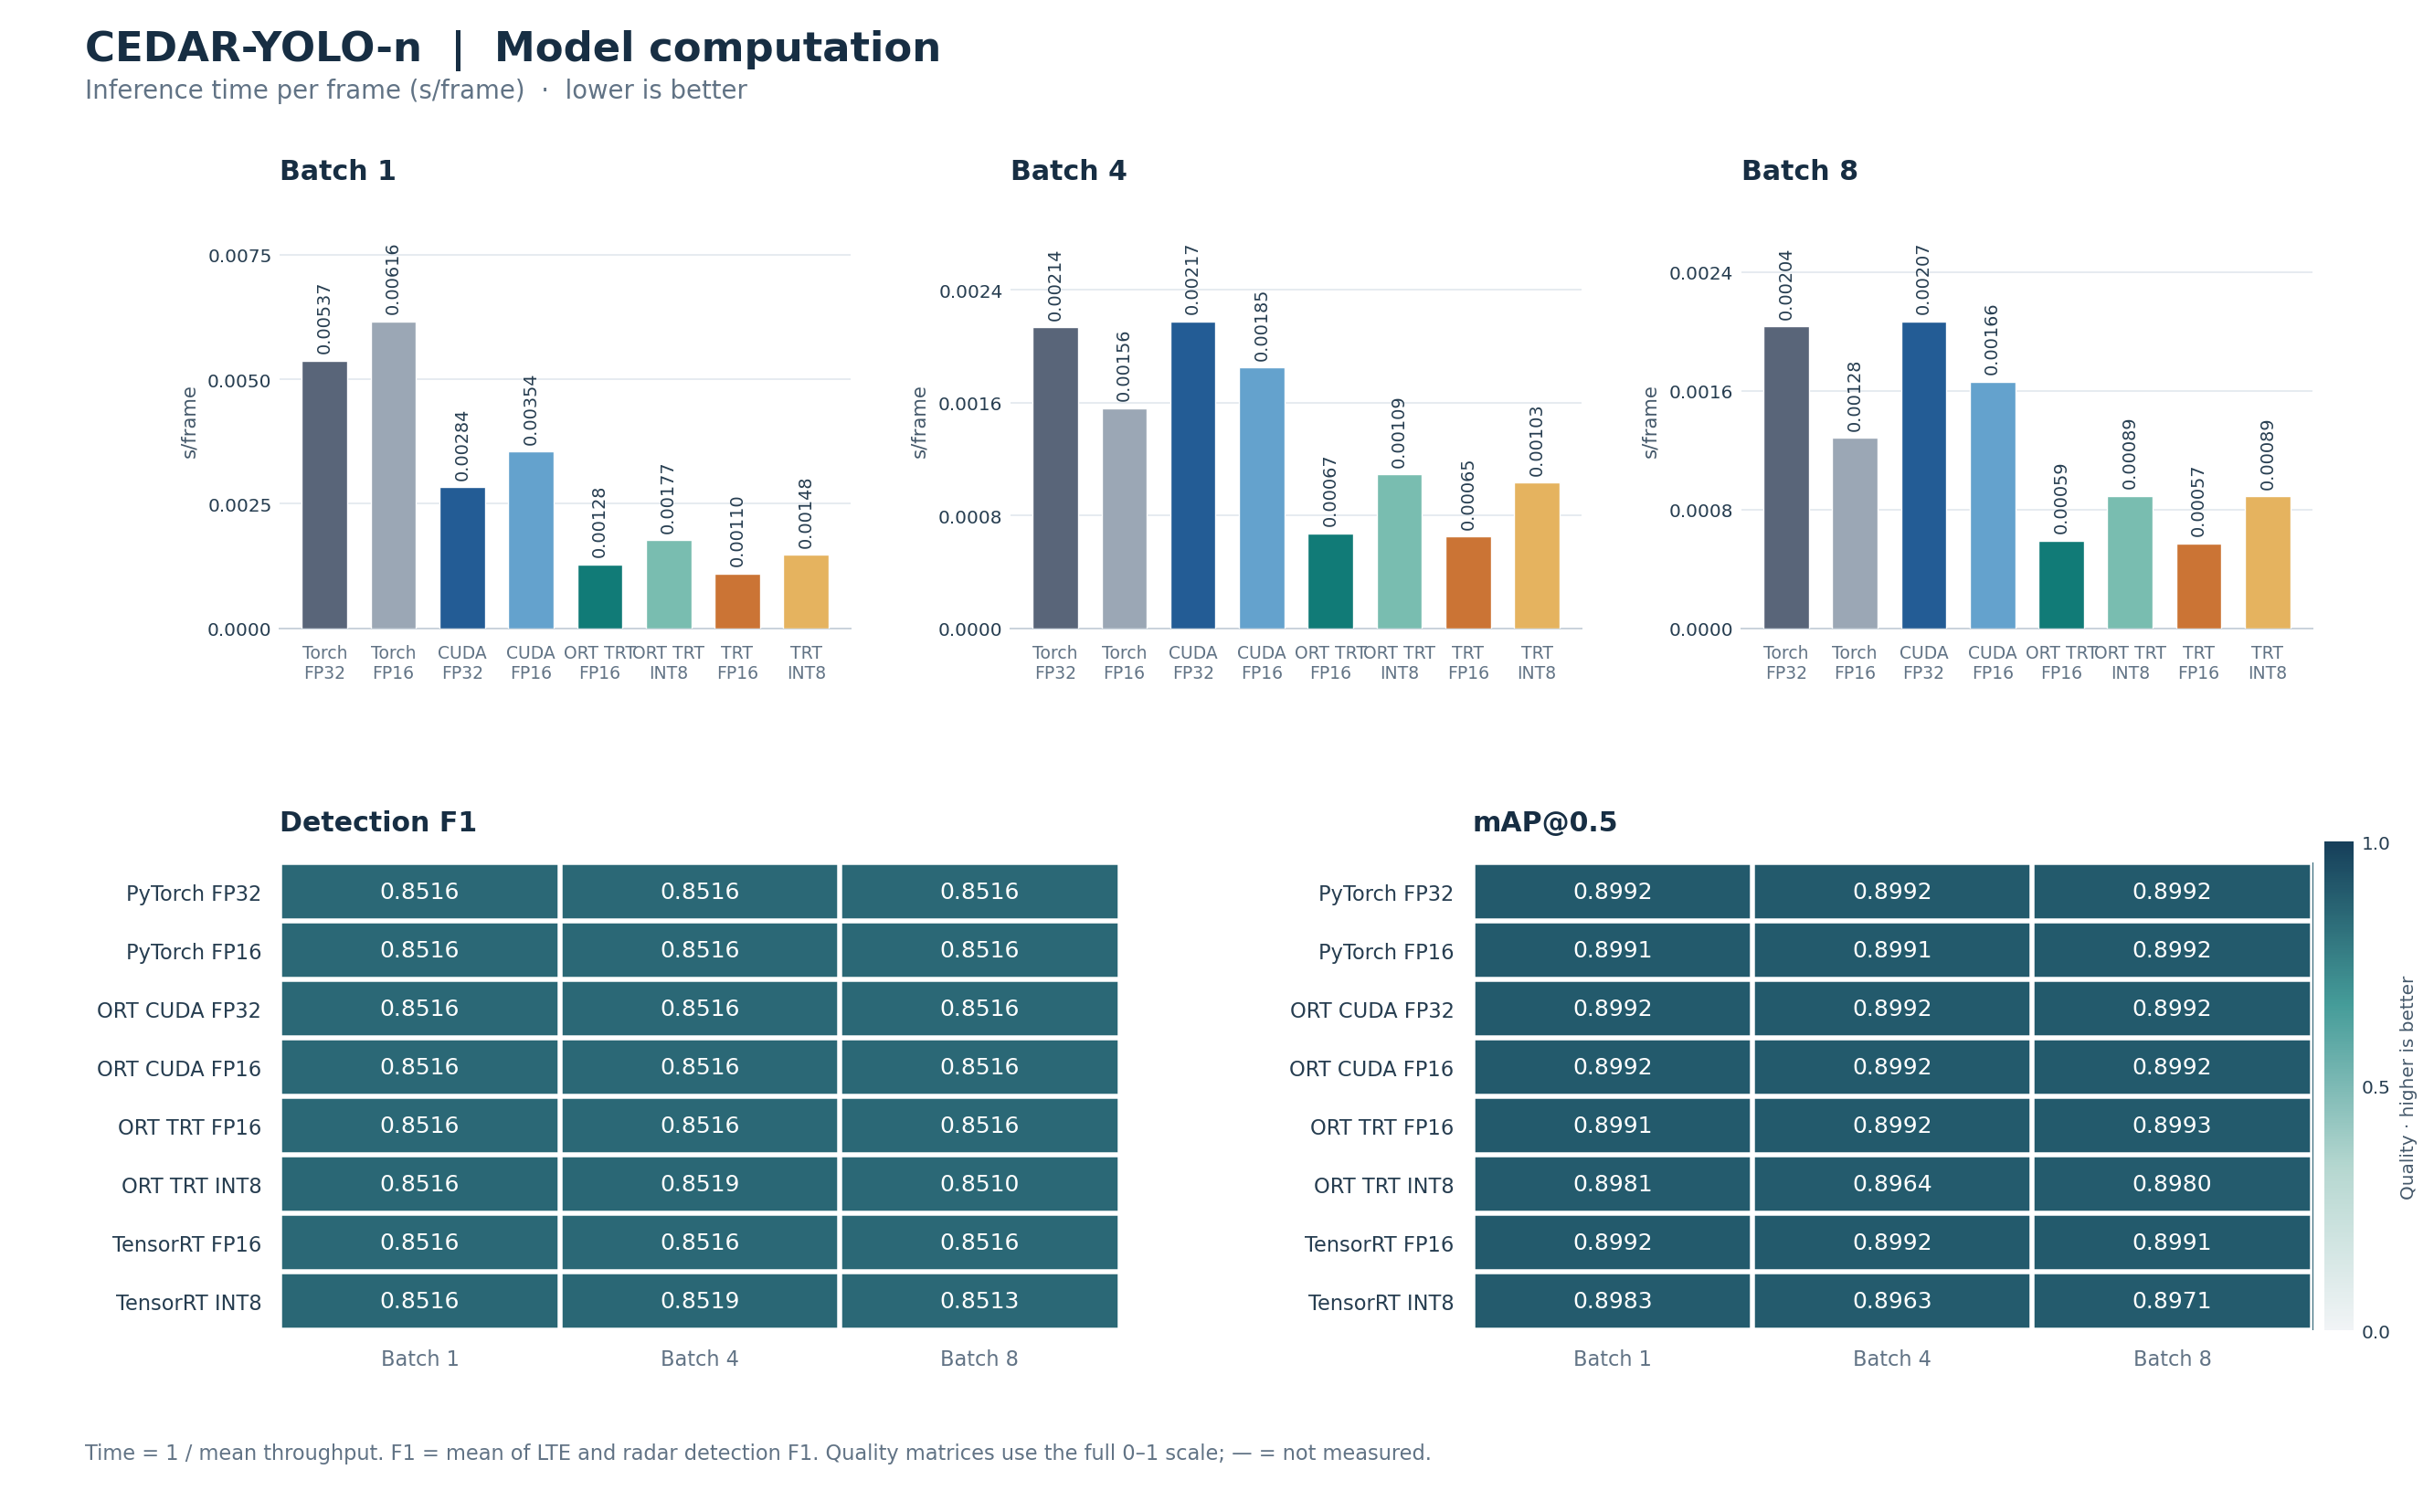 CEDAR-YOLO-n | Model computation
Inference time per frame (s/frame) · lower is better
Batch 1
s/frame
0.0075
0.0050
0.0025
0.0000
0.00537
0.00616
0.00284
0.00354
0.00128
0.00177
0.00110
0.00148
Torch FP32
Torch FP16
CUDA FP32
CUDA FP16
ORT TRT FP16
ORT TRT INT8
TRT FP16
TRT INT8
Batch 4
s/frame
0.0024
0.0016
0.0008
0.0000
0.00214
0.00156
0.00217
0.00185
0.00067
0.00109
0.00065
0.00103
Torch FP32
Torch FP16
CUDA FP32
CUDA FP16
ORT TRT FP16
ORT TRT INT8
TRT FP16
TRT INT8
Batch 8
s/frame
0.0024
0.0016
0.0008
0.0000
0.00204
0.00128
0.00207
0.00166
0.00059
0.00089
0.00057
0.00089
Torch FP32
Torch FP16
CUDA FP32
CUDA FP16
ORT TRT FP16
ORT TRT INT8
TRT FP16
TRT INT8
Detection F1
PyTorch FP32 0.8516 0.8516 0.8516
PyTorch FP16 0.8516 0.8516 0.8516
ORT CUDA FP32 0.8516 0.8516 0.8516
ORT CUDA FP16 0.8516 0.8516 0.8516
ORT TRT FP16 0.8516 0.8516 0.8516
ORT TRT INT8 0.8516 0.8519 0.8510
TensorRT FP16 0.8516 0.8516 0.8516
TensorRT INT8 0.8516 0.8519 0.8513
Batch 1 Batch 4 Batch 8
mAP@0.5
PyTorch FP32 0.8992 0.8992 0.8992
PyTorch FP16 0.8991 0.8991 0.8992
ORT CUDA FP32 0.8992 0.8992 0.8992
ORT CUDA FP16 0.8992 0.8992 0.8992
ORT TRT FP16 0.8991 0.8992 0.8993
ORT TRT INT8 0.8981 0.8964 0.8980
TensorRT FP16 0.8992 0.8992 0.8991
TensorRT INT8 0.8983 0.8963 0.8971
Batch 1 Batch 4 Batch 8
1.0
0.5
0.0
Quality · higher is better
Time = 1 / mean throughput. F1 = mean of LTE and radar detection F1. Quality matrices use the full 0–1 scale; — = not measured.